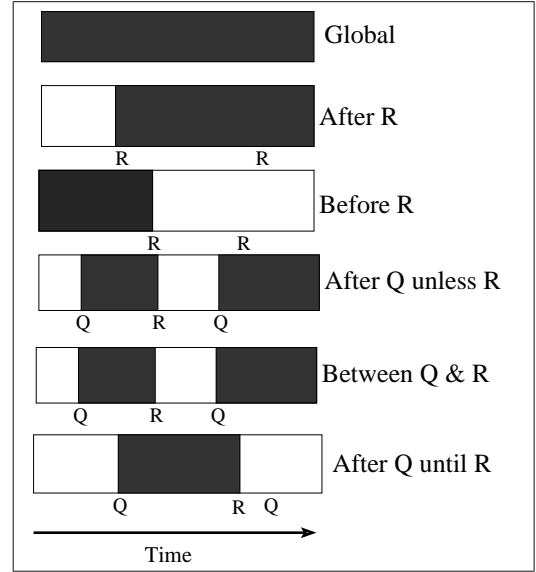 Global
After R
R R
Before R
R R
After Q unless R
Q R Q
Between Q & R
Q R Q
After Q until R
Q R Q
Time